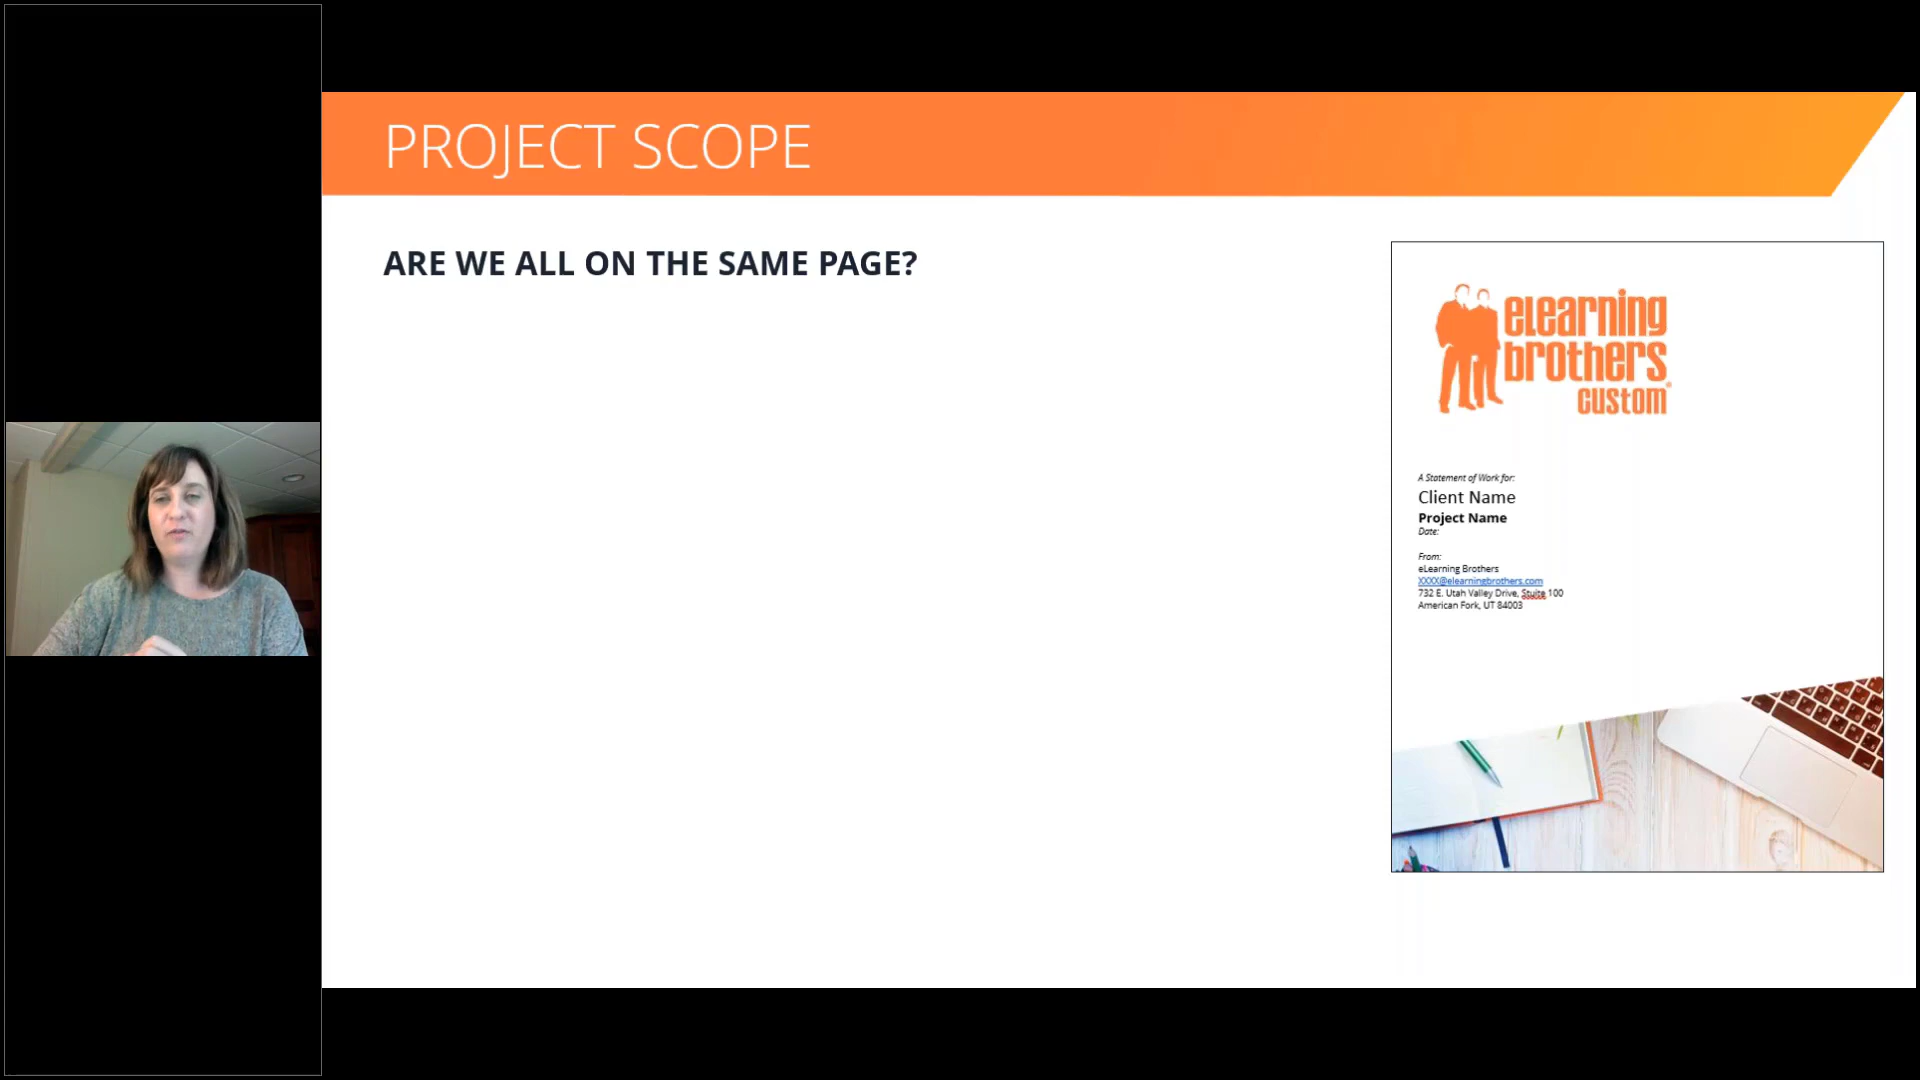 PROJECT SCOPE
ARE WE ALL ON THE SAME PAGE?
eLearning
brothers
custom
A Statement of Work for:
Client Name
Project Name
Date:
From:
eLearning Brothers
XXXX@elearningbrothers.com
732 E. Utah Valley Drive, Stuite 100
American Fork, UT 84003